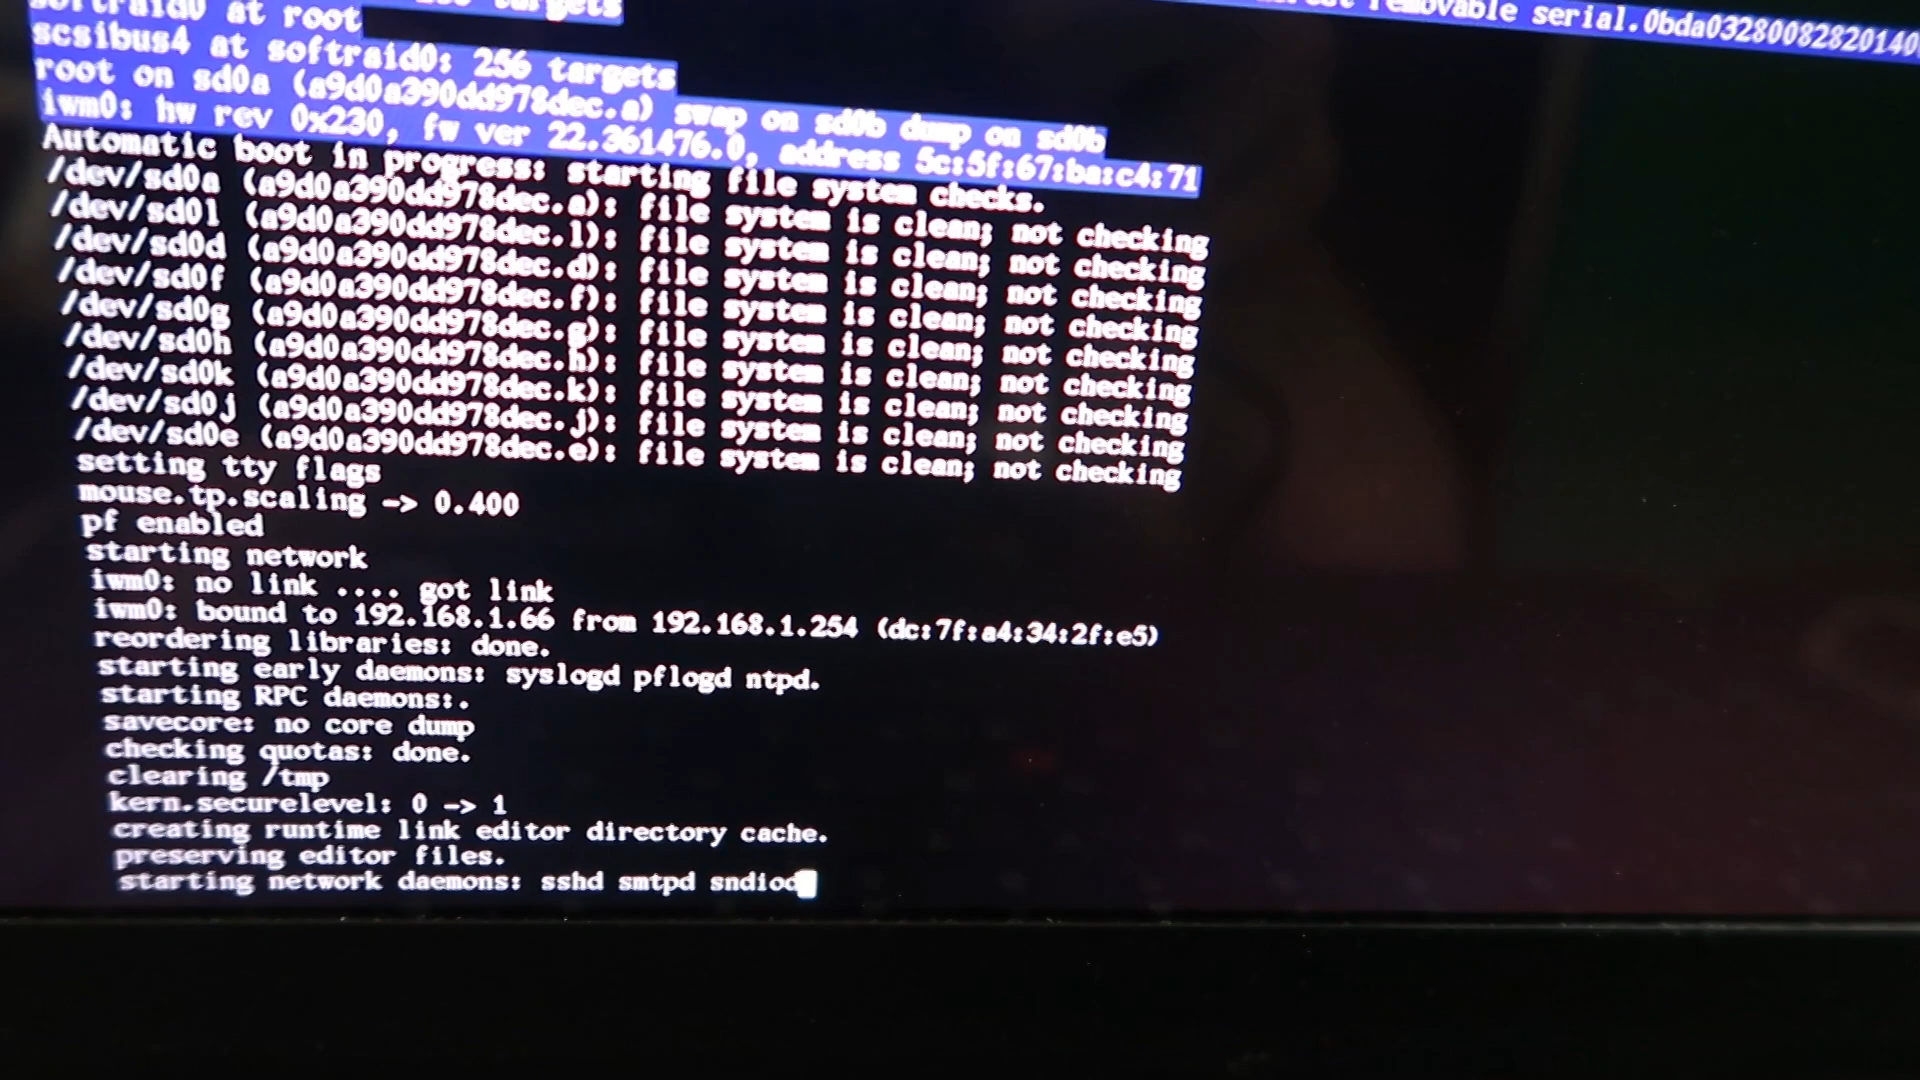 targets
removable serial.0bda0328008282014 0
softraid0 at root
scsibus4 at softraid0: 256 targets
root on sd0a (a9d0a390dd978dec.a) swap on sd0b dump on sd0b
iwm0: hw rev 0x230, fw ver 22.361476.0, address 5c:5f:67:ba:c4:71
Automatic boot in progress: starting file system checks.
/dev/sd0a (a9d0a390dd978dec.a): file system is clean; not checking
/dev/sd0l (a9d0a390dd978dec.l): file system is clean; not checking
/dev/sd0d (a9d0a390dd978dec.d): file system is clean; not checking
/dev/sd0f (a9d0a390dd978dec.f): file system is clean; not checking
/dev/sd0g (a9d0a390dd978dec.g): file system is clean; not checking
/dev/sd0h (a9d0a390dd978dec.h): file system is clean; not checking
/dev/sd0k (a9d0a390dd978dec.k): file system is clean; not checking
/dev/sd0j (a9d0a390dd978dec.j): file system is clean; not checking
/dev/sd0e (a9d0a390dd978dec.e): file system is clean; not checking
setting tty flags
mouse.tp.scaling -> 0.400
pf enabled
starting network
iwm0: no link .... got link
iwm0: bound to 192.168.1.66 from 192.168.1.254 (dc:7f:a4:34:2f:e5)
reordering libraries: done.
starting early daemons: syslogd pflogd ntpd.
starting RPC daemons:.
savecore: no core dump
checking quotas: done.
clearing /tmp
kern.securelevel: 0 -> 1
creating runtime link editor directory cache.
preserving editor files.
starting network daemons: sshd smtpd sndiod